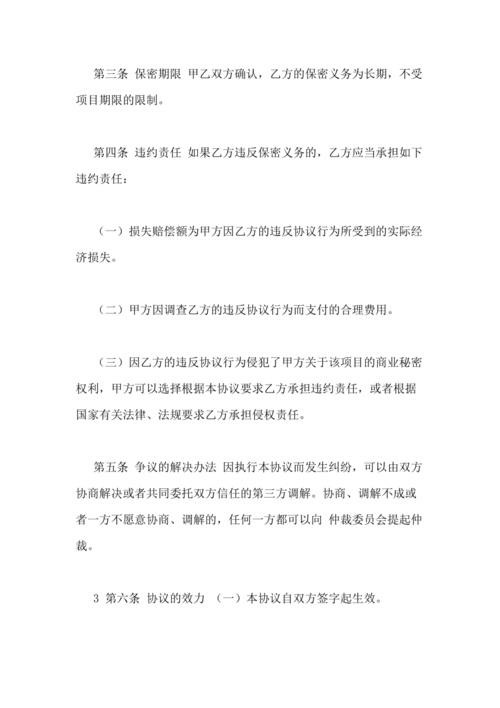 第三条 保密期限 甲乙双方确认，乙方的保密义务为长期，不受
项目期限的限制。
第四条 违约责任 如果乙方违反保密义务的，乙方应当承担如下
违约责任：
（一）损失赔偿额为甲方因乙方的违反协议行为所受到的实际经
济损失。
（二）甲方因调查乙方的违反协议行为而支付的合理费用。
（三）因乙方的违反协议行为侵犯了甲方关于该项目的商业秘密
权利，甲方可以选择根据本协议要求乙方承担违约责任，或者根据
国家有关法律、法规要求乙方承担侵权责任。
第五条 争议的解决办法 因执行本协议而发生纠纷，可以由双方
协商解决或者共同委托双方信任的第三方调解。协商、调解不成或
者一方不愿意协商、调解的，任何一方都可以向 仲裁委员会提起仲
裁。
3 第六条 协议的效力 （一）本协议自双方签字起生效。